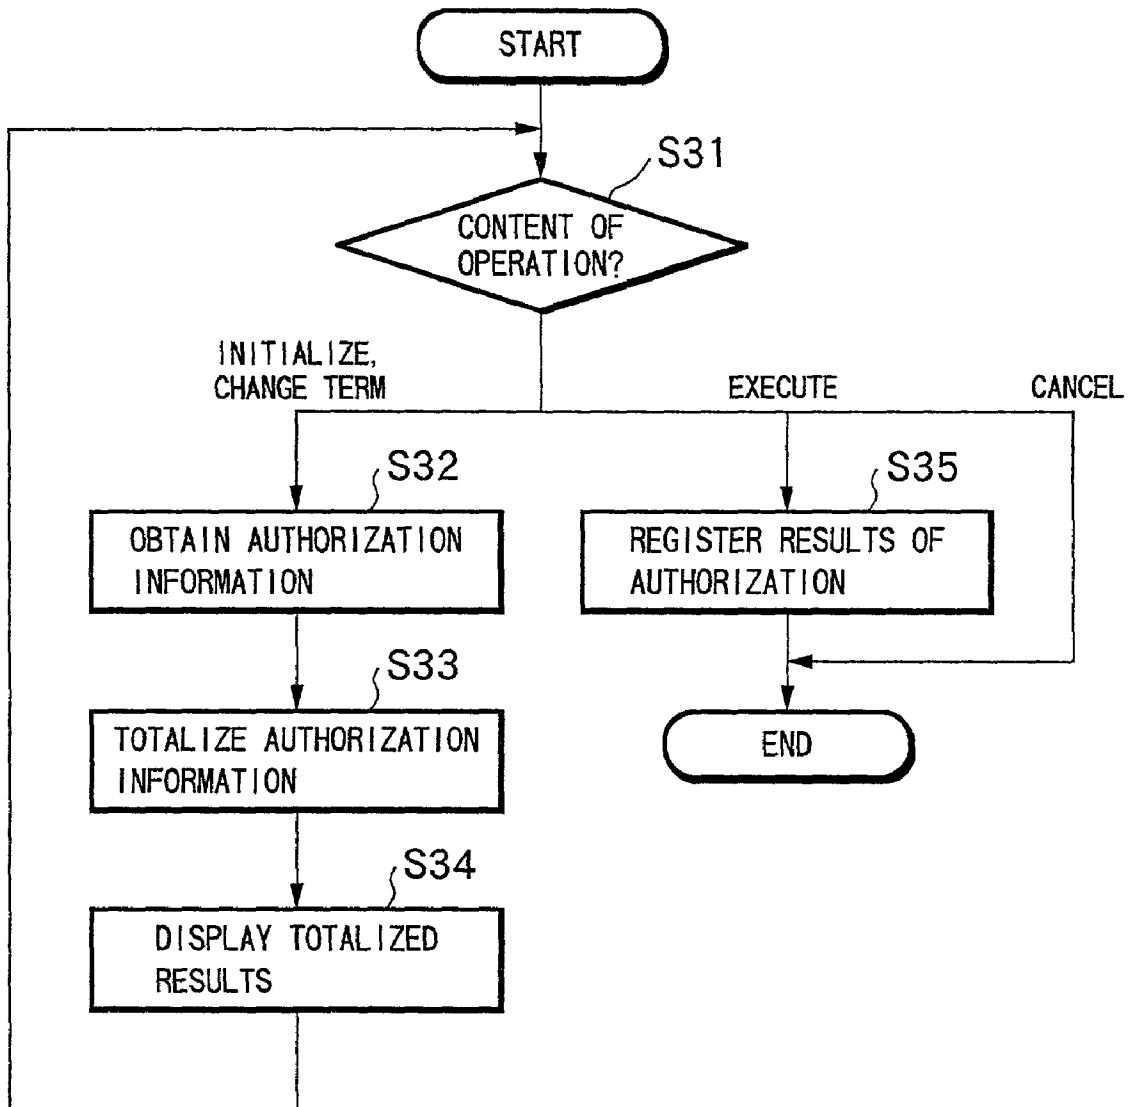 START
S31
CONTENT OF
OPERATION?
INITIALIZE,
CHANGE TERM
EXECUTE
CANCEL
S32
OBTAIN AUTHORIZATION
INFORMATION
S35
REGISTER RESULTS OF
AUTHORIZATION
S33
TOTALIZE AUTHORIZATION
INFORMATION
END
S34
DISPLAY TOTALIZED
RESULTS